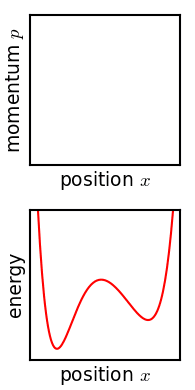 momentum p
position x
energy
position x